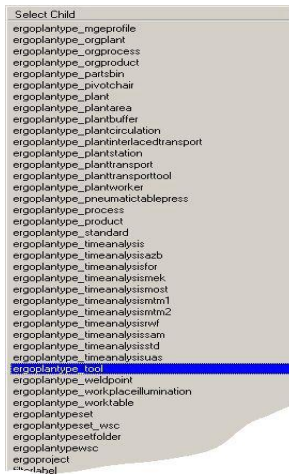 Select Child
ergoplantype_mgeprofile
ergoplantype_orgplant
ergoplantype_orgprocess
ergoplantype_orgproduct
ergoplantype_partsbin
ergoplantype_pivotchair
ergoplantype_plant
ergoplantype_plantarea
ergoplantype_plantbuffer
ergoplantype_plantcirculation
ergoplantype_plantinterlacedtransport
ergoplantype_plantstation
ergoplantype_planttransport
ergoplantype_planttransporttool
ergoplantype_plantworker
ergoplantype_pneumatictablepress
ergoplantype_process
ergoplantype_product
ergoplantype_standard
ergoplantype_timeanalysis
ergoplantype_timeanalysisazb
ergoplantype_timeanalysisfor
ergoplantype_timeanalysismek
ergoplantype_timeanalysismost
ergoplantype_timeanalysismtm1
ergoplantype_timeanalysismtm2
ergoplantype_timeanalysisrwf
ergoplantype_timeanalysissam
ergoplantype_timeanalysisstd
ergoplantype_timeanalysisuas
ergoplantype_tool
ergoplantype_weldpoint
ergoplantype_workplaceillumination
ergoplantype_worktable
ergoplantypeset
ergoplantypeset_wsc
ergoplantypesetfolder
ergoplantypewsc
ergoproject